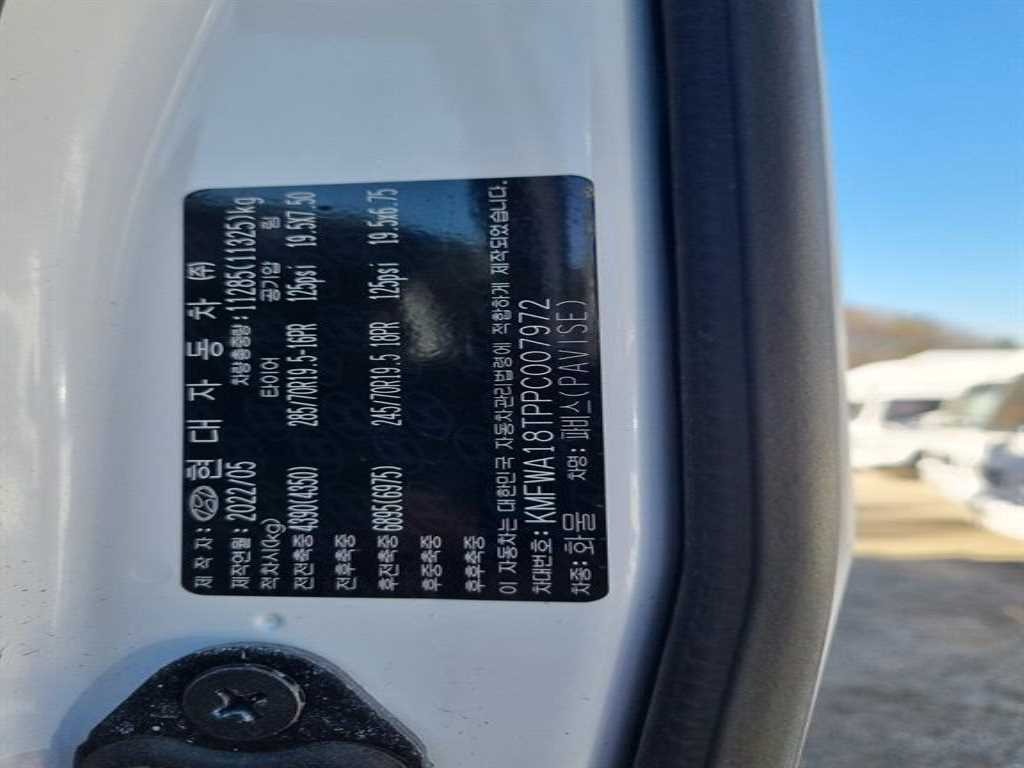 제 작 자 : 현 대 자 동 차 (주)
제작연월 : 2022/05 차량총중량 : 11285(11325)kg
적차시(kg) 타이어 공기압 림
전전축중 4390(4350) 285/70R19.5-16PR 125psi 19.5X7.50
전후축중
후전축중 6895(6975) 245/70R19.5 18PR 125psi 19.5x6.75
후중축중
후후축중
이 자동차는 대한민국 자동차관리법령에 적합하게 제작되었습니다.
차대번호: KMFWA18TPPC007972
차종: 화물 차명: 파비스(PAVISE)